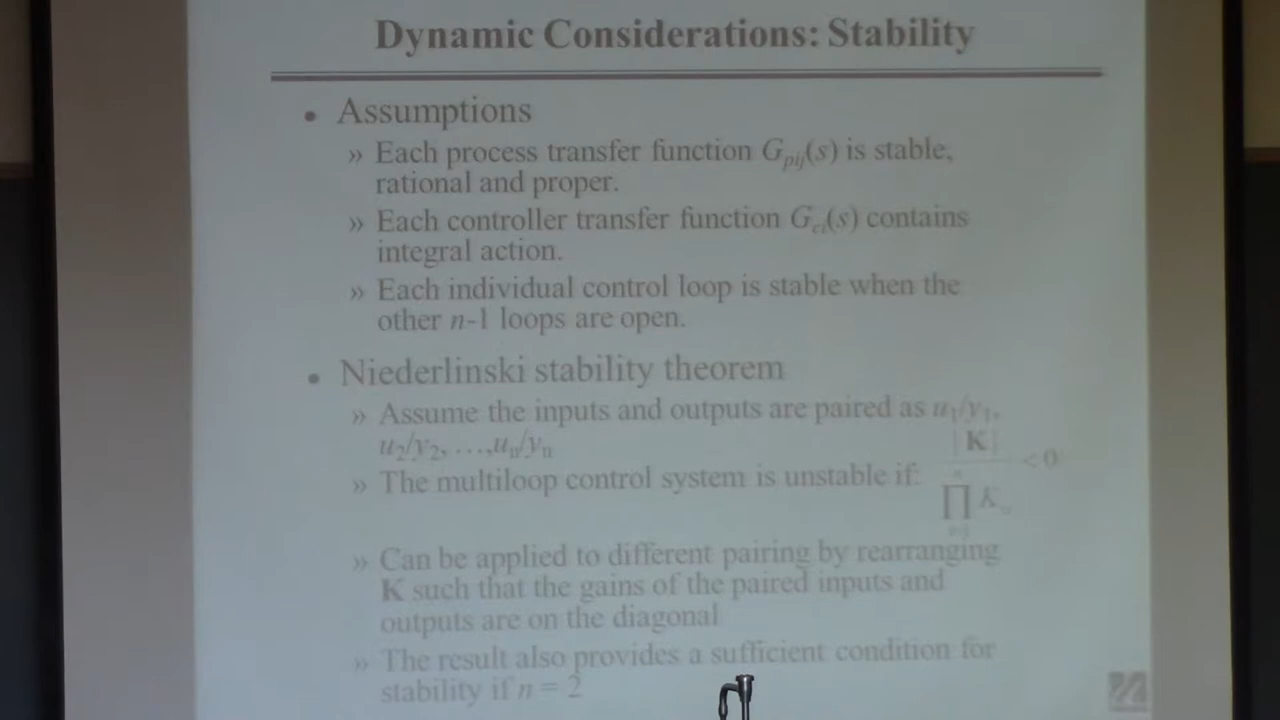 Dynamic Considerations: Stability
• Assumptions
» Each process transfer function Gpij(s) is stable,
rational and proper.
» Each controller transfer function Gci(s) contains
integral action.
» Each individual control loop is stable when the
other n-1 loops are open.
• Niederlinski stability theorem
» Assume the inputs and outputs are paired as u1/y1,
u2/y2, …,un/yn
» The multiloop control system is unstable if:
|K|
∏ K
<0
» Can be applied to different pairing by rearranging
K such that the gains of the paired inputs and
outputs are on the diagonal
» The result also provides a sufficient condition for
stability if n = 2